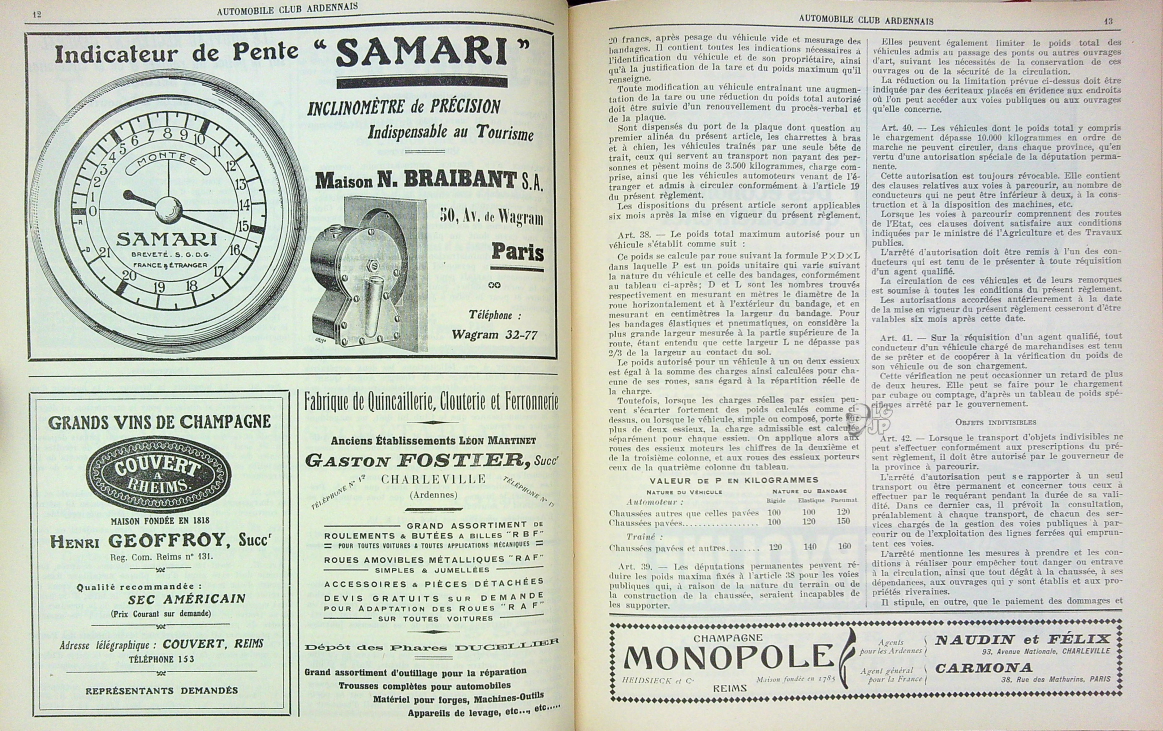 12
AUTOMOBILE CLUB ARDENNAIS
Indicateur de Pente “ SAMARI ”
INCLINOMÈTRE de PRÉCISION
Indispensable au Tourisme
Maison N. BRAIBANT S.A.
50, Av. de Wagram
Paris
Téléphone :
Wagram 32-77
MONTÉE
0 5 6 7 8 9 10 11 12 13 14 15 16 17 18 19 20 21
R
D
SAMARI
BREVETÉ. S.G.D.G
FRANCE & ÉTRANGER
GRANDS VINS DE CHAMPAGNE
COUVERT
A
RHEIMS.
MAISON FONDÉE EN 1818
HENRI GEOFFROY, Succr
Reg. Com. Reims n° 131.
Qualité recommandée :
SEC AMÉRICAIN
(Prix Courant sur demande)
Adresse télégraphique : COUVERT, REIMS
TÉLÉPHONE 153
REPRÉSENTANTS DEMANDÉS
Fabrique de Quincaillerie, Clouterie et Ferronnerie
Anciens Établissements LÉON MARTINET
GASTON FOSTIER, Succr
CHARLEVILLE
(Ardennes)
TÉLÉPHONE N° 17
TÉLÉPHONE N° 17
GRAND ASSORTIMENT DE
ROULEMENTS & BUTÉES A BILLES "RBF"
POUR TOUTES VOITURES & TOUTES APPLICATIONS MÉCANIQUES
ROUES AMOVIBLES MÉTALLIQUES "RAF"
SIMPLES & JUMELLÉES
ACCESSOIRES & PIÈCES DÉTACHÉES
DEVIS GRATUITS SUR DEMANDE
POUR ADAPTATION DES ROUES "RAF"
SUR TOUTES VOITURES
Dépôt des Phares DUCELLIER
Grand assortiment d'outillage pour la réparation
Trousses complètes pour automobiles
Matériel pour forges, Machines-Outils
Appareils de levage, etc..., etc.....
AUTOMOBILE CLUB ARDENNAIS
13
20 francs, après pesage du véhicule vide et mesurage des
bandages. Il contient toutes les indications nécessaires à
l'identification du véhicule et de son propriétaire, ainsi
qu'à la justification de la tare et du poids maximum qu'il
renseigne.
Toute modification au véhicule entraînant une augmen-
tation de la tare ou une réduction du poids total autorisé
doit être suivie d'un renouvellement du procès-verbal et
de la plaque.
Sont dispensés du port de la plaque dont question au
premier alinéa du présent article, les charrettes à bras
et à chien, les véhicules traînés par une seule bête de
trait, ceux qui servent au transport non payant des per-
sonnes et pèsent moins de 3.500 kilogrammes, charge com-
prise, ainsi que les véhicules automoteurs venant de l'é-
tranger et admis à circuler conformément à l'article 19
du présent règlement.
Les dispositions du présent article seront applicables
six mois après la mise en vigueur du présent règlement.
Art. 38. — Le poids total maximum autorisé pour un
véhicule s'établit comme suit :
Ce poids se calcule par roue suivant la formule P×D×L
dans laquelle P est un poids unitaire qui varie suivant
la nature du véhicule et celle des bandages, conformément
au tableau ci-après; D et L sont les nombres trouvés
respectivement en mesurant en mètres le diamètre de la
roue horizontalement et à l'extérieur du bandage, et en
mesurant en centimètres la largeur du bandage. Pour
les bandages élastiques et pneumatiques, on considère la
plus grande largeur mesurée à la partie supérieure de la
route, étant entendu que cette largeur L ne dépasse pas
2/3 de la largeur au contact du sol.
Le poids autorisé pour un véhicule à un ou deux essieux
est égal à la somme des charges ainsi calculées pour cha-
cune de ses roues, sans égard à la répartition réelle de
la charge.
Toutefois, lorsque les charges réelles par essieu peu-
vent s'écarter fortement des poids calculés comme ci-
dessus, ou lorsque le véhicule, simple ou composé, porte sur
plus de deux essieux, la charge admissible est calculée
séparément pour chaque essieu. On applique alors aux
roues des essieux moteurs les chiffres de la deuxième et
de la troisième colonne, et aux roues des essieux porteurs
ceux de la quatrième colonne du tableau.
VALEUR DE P EN KILOGRAMMES
NATURE DU VÉHICULE NATURE DU BANDAGE
Automoteur : Rigide Elastique Pneumat
Chaussées autres que celles pavées 100 100 120
Chaussées pavées.................. 100 120 150
Traîné :
Chaussées pavées et autres........ 120 140 160
Art. 39. — Les députations permanentes peuvent ré-
duire les poids maxima fixés à l'article 38 pour les voies
publiques qui, à raison de la nature du terrain ou de
la construction de la chaussée, seraient incapables de
les supporter.
Elles peuvent également limiter le poids total des
véhicules admis au passage des ponts ou autres ouvrages
d'art, suivant les nécessités de la conservation de ces
ouvrages ou de la sécurité de la circulation.
La réduction ou la limitation prévue ci-dessus doit être
indiquée par des écriteaux placés en évidence aux endroits
où l'on peut accéder aux voies publiques ou aux ouvrages
qu'elle concerne.
Art. 40. — Les véhicules dont le poids total y compris
le chargement dépasse 10.000 kilogrammes en ordre de
marche ne peuvent circuler, dans chaque province, qu'en
vertu d'une autorisation spéciale de la députation perma-
nente.
Cette autorisation est toujours révocable. Elle contient
des clauses relatives aux voies à parcourir, au nombre de
conducteurs qui ne peut être inférieur à deux, à la cons-
truction et à la disposition des machines, etc.
Lorsque les voies à parcourir comprennent des routes
de l'Etat, ces clauses doivent satisfaire aux conditions
indiquées par le ministre de l'Agriculture et des Travaux
publics.
L'arrêté d'autorisation doit être remis à l'un des con-
ducteurs qui est tenu de le présenter à toute réquisition
d'un agent qualifié.
La circulation de ces véhicules et de leurs remorques
est soumise à toutes les conditions du présent règlement.
Les autorisations accordées antérieurement à la date
de la mise en vigueur du présent règlement cesseront d'être
valables six mois après cette date.
Art. 41. — Sur la réquisition d'un agent qualifié, tout
conducteur d'un véhicule chargé de marchandises est tenu
de se prêter et de coopérer à la vérification du poids de
son véhicule ou de son chargement.
Cette vérification ne peut occasionner un retard de plus
de deux heures. Elle peut se faire pour le chargement
par cubage ou comptage, d'après un tableau de poids spé-
cifiques arrêté par le gouvernement.
OBJETS INDIVISIBLES
Art. 42. — Lorsque le transport d'objets indivisibles ne
peut s'effectuer conformément aux prescriptions du pré-
sent règlement, il doit être autorisé par le gouverneur de
la province à parcourir.
L'arrêté d'autorisation peut se rapporter à un seul
transport ou être permanent et concerner tous ceux à
effectuer par le requérant pendant la durée de sa vali-
dité. Dans ce dernier cas, il prévoit la consultation,
préalablement à chaque transport, de chacun des ser-
vices chargés de la gestion des voies publiques à par-
courir ou de l'exploitation des lignes ferrées qui emprun-
tent ces voies.
L'arrêté mentionne les mesures à prendre et les con-
ditions à réaliser pour empêcher tout danger ou entrave
à la circulation, ainsi que tout dégât à la chaussée, à ses
dépendances, aux ouvrages qui y sont établis et aux pro-
priétés riveraines.
Il stipule, en outre, que le paiement des dommages et
LG
JP
CHAMPAGNE
MONOPOLE
HEIDSIECK et Co
Maison fondée en 1785
REIMS
Agents
pour les Ardennes
NAUDIN et FÉLIX
93, Avenue Nationale, CHARLEVILLE
Agent général
pour la France
CARMONA
38, Rue des Mathurins, PARIS